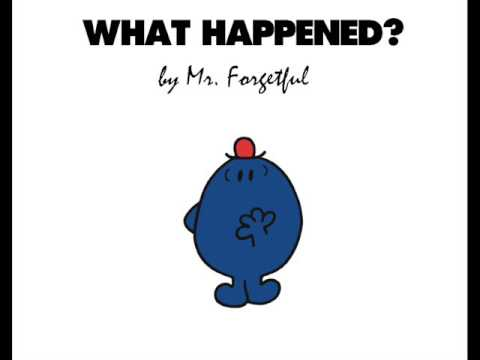 WHAT HAPPENED?
by Mr. Forgetful